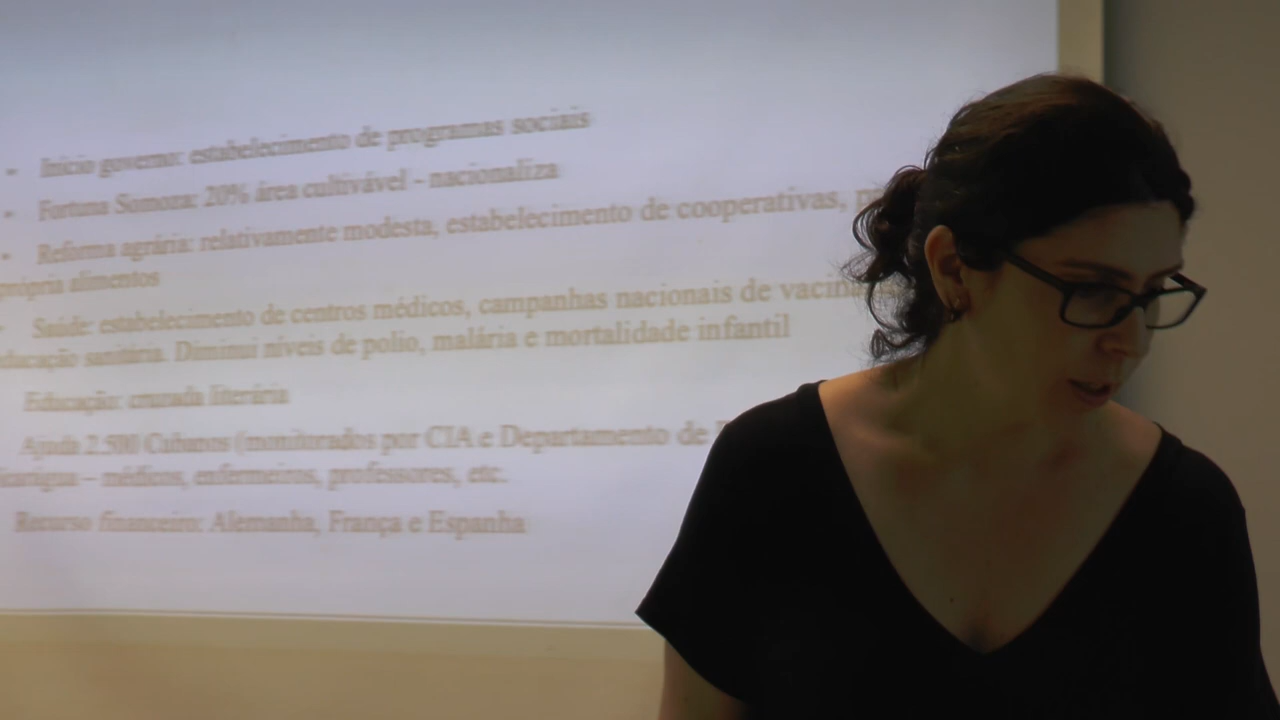 Início governo: estabelecimento de programas sociais
Fortuna Somoza: 20% área cultivável - nacionaliza
Reforma agrária: relativamente modesta, estabelecimento de cooperativas,
própria alimentos
Saúde: estabelecimento de centros médicos, campanhas nacionais de
educação sanitária. Diminui níveis de polio, malária e mortalidade infantil
Educação: cruzada literária
Ajuda 2.500 Cubanos (monitorados por CIA e Departamento de
– médicos, enfermeiros, professores, etc.
Recurso financeiro: Alemanha, França e Espanha